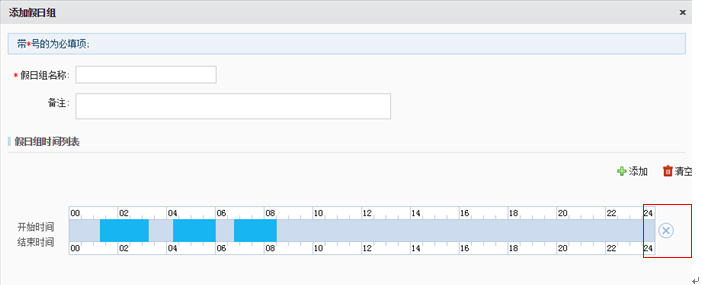 添加假日组 ×
带*号的为必填项;
* 假日组名称:
备注:
假日组时间列表
添加 清空
00 02 04 06 08 10 12 14 16 18 20 22 24
开始时间
结束时间
00 02 04 06 08 10 12 14 16 18 20 22 24